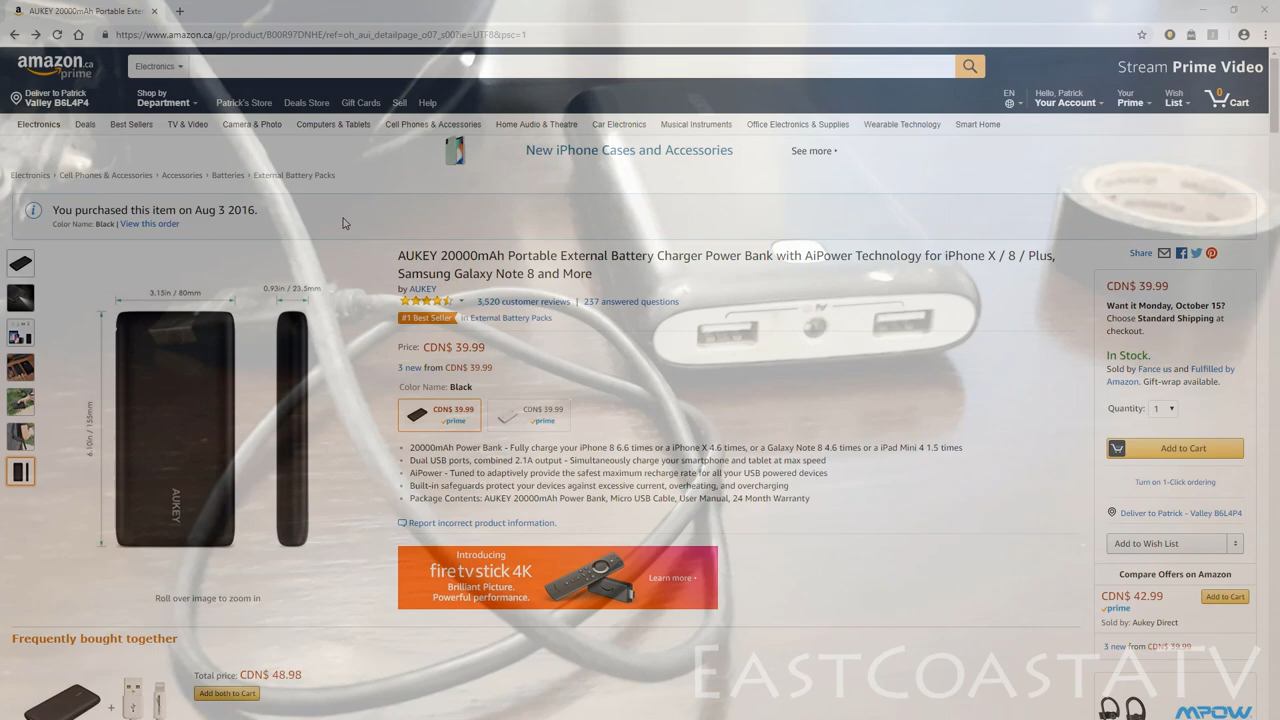 AUKEY 20000mAh Portable Exte
https://www.amazon.ca/gp/product/B00R97DNHE/ref=oh_aui_detailpage_o07_s00?ie=UTF8&psc=1
amazon.ca
prime
Electronics
Stream Prime Video
Deliver to Patrick
Valley B6L4P4
Shop by
Department
Patrick's Store
Deals Store
Gift Cards
Sell
Help
EN
Hello, Patrick
Your Account
Your
Prime
Wish
List
0
Cart
Electronics
Deals
Best Sellers
TV & Video
Camera & Photo
Computers & Tablets
Cell Phones & Accessories
Home Audio & Theatre
Car Electronics
Musical Instruments
Office Electronics & Supplies
Wearable Technology
Smart Home
New iPhone Cases and Accessories
See more ›
Electronics › Cell Phones & Accessories › Accessories › Batteries › External Battery Packs
You purchased this item on Aug 3 2016.
Color Name: Black | View this order
AUKEY 20000mAh Portable External Battery Charger Power Bank with AiPower Technology for iPhone X / 8 / Plus,
Samsung Galaxy Note 8 and More
by AUKEY
3,520 customer reviews | 237 answered questions
#1 Best Seller in External Battery Packs
Price: CDN$ 39.99
3 new from CDN$ 39.99
Color Name: Black
CDN$ 39.99
prime
CDN$ 39.99
prime
20000mAh Power Bank - Fully charge your iPhone 8 6.6 times or a iPhone X 4.6 times, or a Galaxy Note 8 4.6 times or a iPad Mini 4 1.5 times
Dual USB ports, combined 2.1A output - Simultaneously charge your smartphone and tablet at max speed
AiPower - Tuned to adaptively provide the safest maximum recharge rate for all your USB powered devices
Built-in safeguards protect your devices against excessive current, overheating, and overcharging
Package Contents: AUKEY 20000mAh Power Bank, Micro USB Cable, User Manual, 24 Month Warranty
Report incorrect product information.
3.15in / 80mm
0.93in / 23.5mm
6.10in / 155mm
AUKEY
Roll over image to zoom in
Introducing
fire tv stick 4K
Brilliant Picture.
Powerful performance.
Learn more ›
Frequently bought together
Total price: CDN$ 48.98
Add both to Cart
+
Share
CDN$ 39.99
Want it Monday, October 15?
Choose Standard Shipping at
checkout.
In Stock.
Sold by Fance us and Fulfilled by
Amazon. Gift-wrap available.
Quantity: 1
Add to Cart
Turn on 1-Click ordering
Deliver to Patrick - Valley B6L4P4
Add to Wish List
Compare Offers on Amazon
CDN$ 42.99
Add to Cart
prime
Sold by: Aukey Direct
3 new from CDN$ 39.99
MPOW
EASTCOASTATV